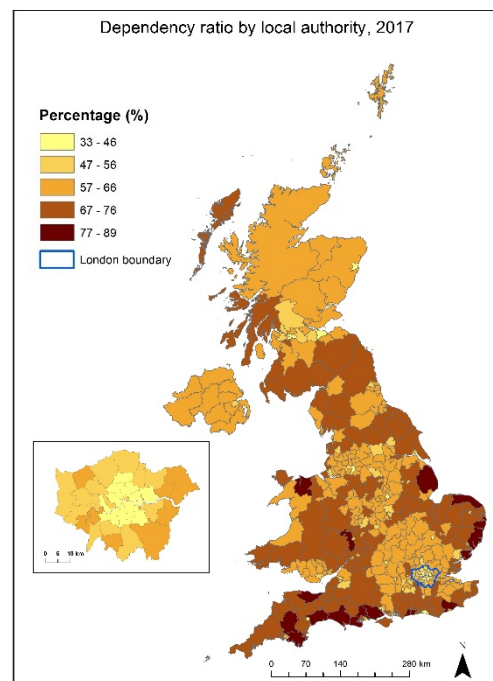 Dependency ratio by local authority, 2017
Percentage (%)
33 - 46
47 - 56
57 - 66
67 - 76
77 - 89
London boundary
0 5 10 km
N
0 70 140 280 km